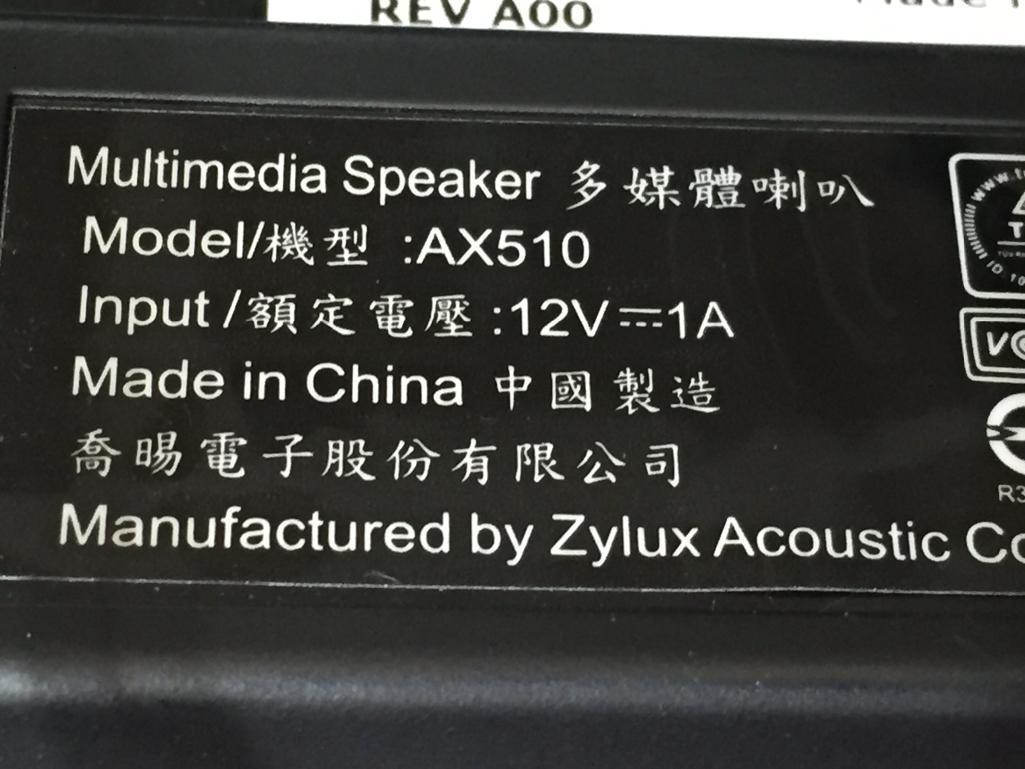 REV A00
Multimedia Speaker 多媒體喇叭
Model/機型 :AX510
Input/額定電壓:12V⎓1A
Made in China 中國製造
喬暘電子股份有限公司
Manufactured by Zylux Acoustic